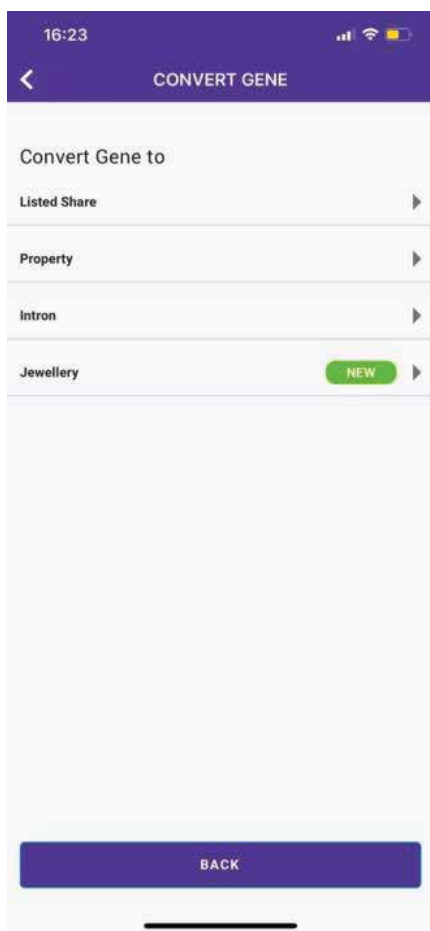 16:23
CONVERT GENE
Convert Gene to
Listed Share
Property
Intron
Jewellery NEW
BACK